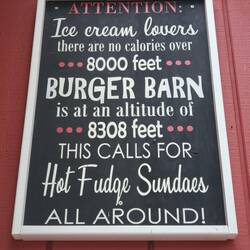 ATTENTION:
Ice cream lovers
there are no calories over
8000 feet
BURGER BARN
is at an altitude of
8308 feet
THIS CALLS FOR
Hot Fudge Sundaes
ALL AROUND!